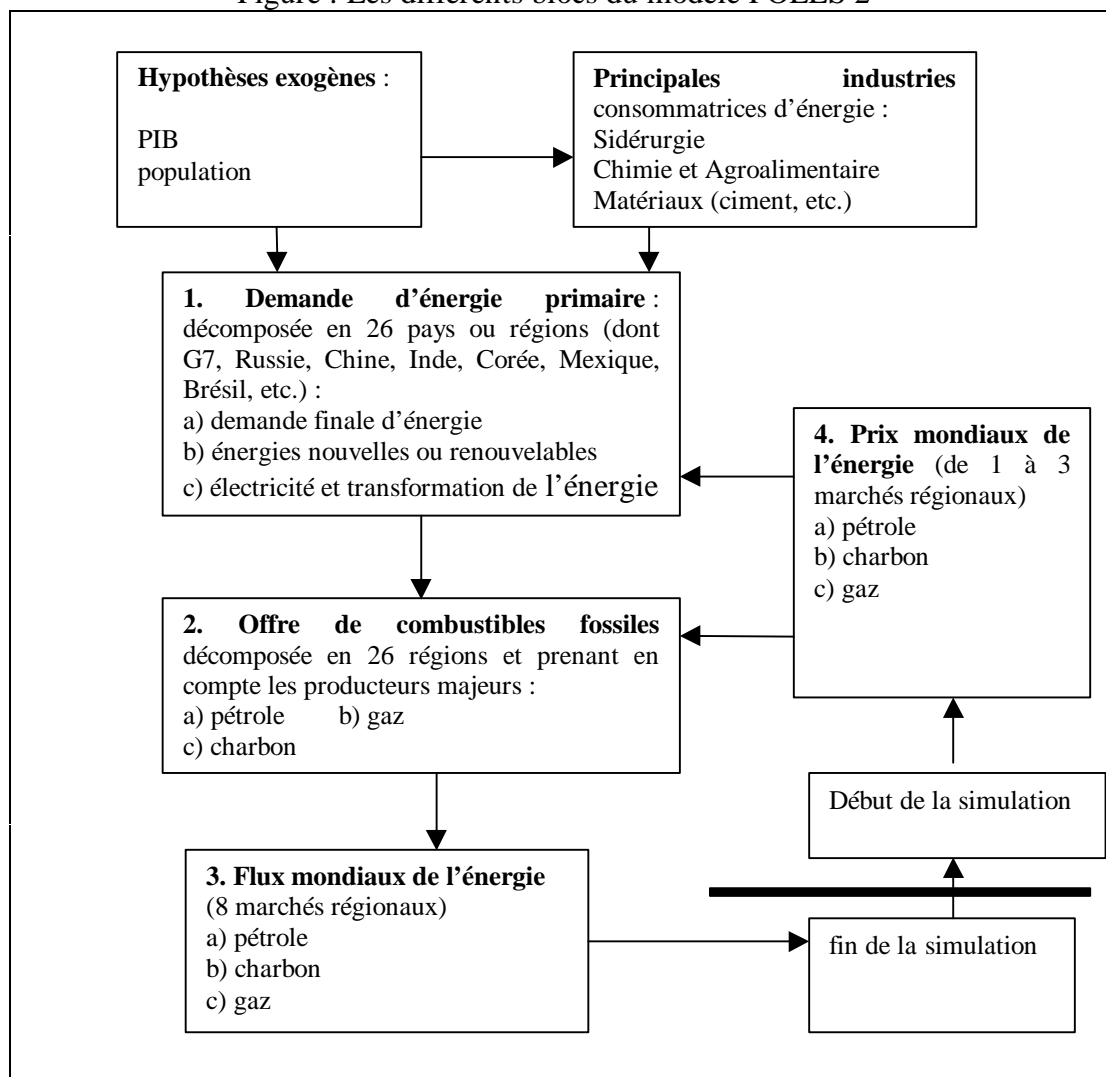 Figure : Les différents blocs du modèle POLES 2
Hypothèses exogènes :
PIB
population
Principales industries
consommatrices d’énergie :
Sidérurgie
Chimie et Agroalimentaire
Matériaux (ciment, etc.)
1. Demande d’énergie primaire :
décomposée en 26 pays ou régions (dont
G7, Russie, Chine, Inde, Corée, Mexique,
Brésil, etc.) :
a) demande finale d’énergie
b) énergies nouvelles ou renouvelables
c) électricité et transformation de l’énergie
4. Prix mondiaux de
l’énergie (de 1 à 3
marchés régionaux)
a) pétrole
b) charbon
c) gaz
2. Offre de combustibles fossiles
décomposée en 26 régions et prenant en
compte les producteurs majeurs :
a) pétrole b) gaz
c) charbon
Début de la simulation
3. Flux mondiaux de l’énergie
(8 marchés régionaux)
a) pétrole
b) charbon
c) gaz
fin de la simulation